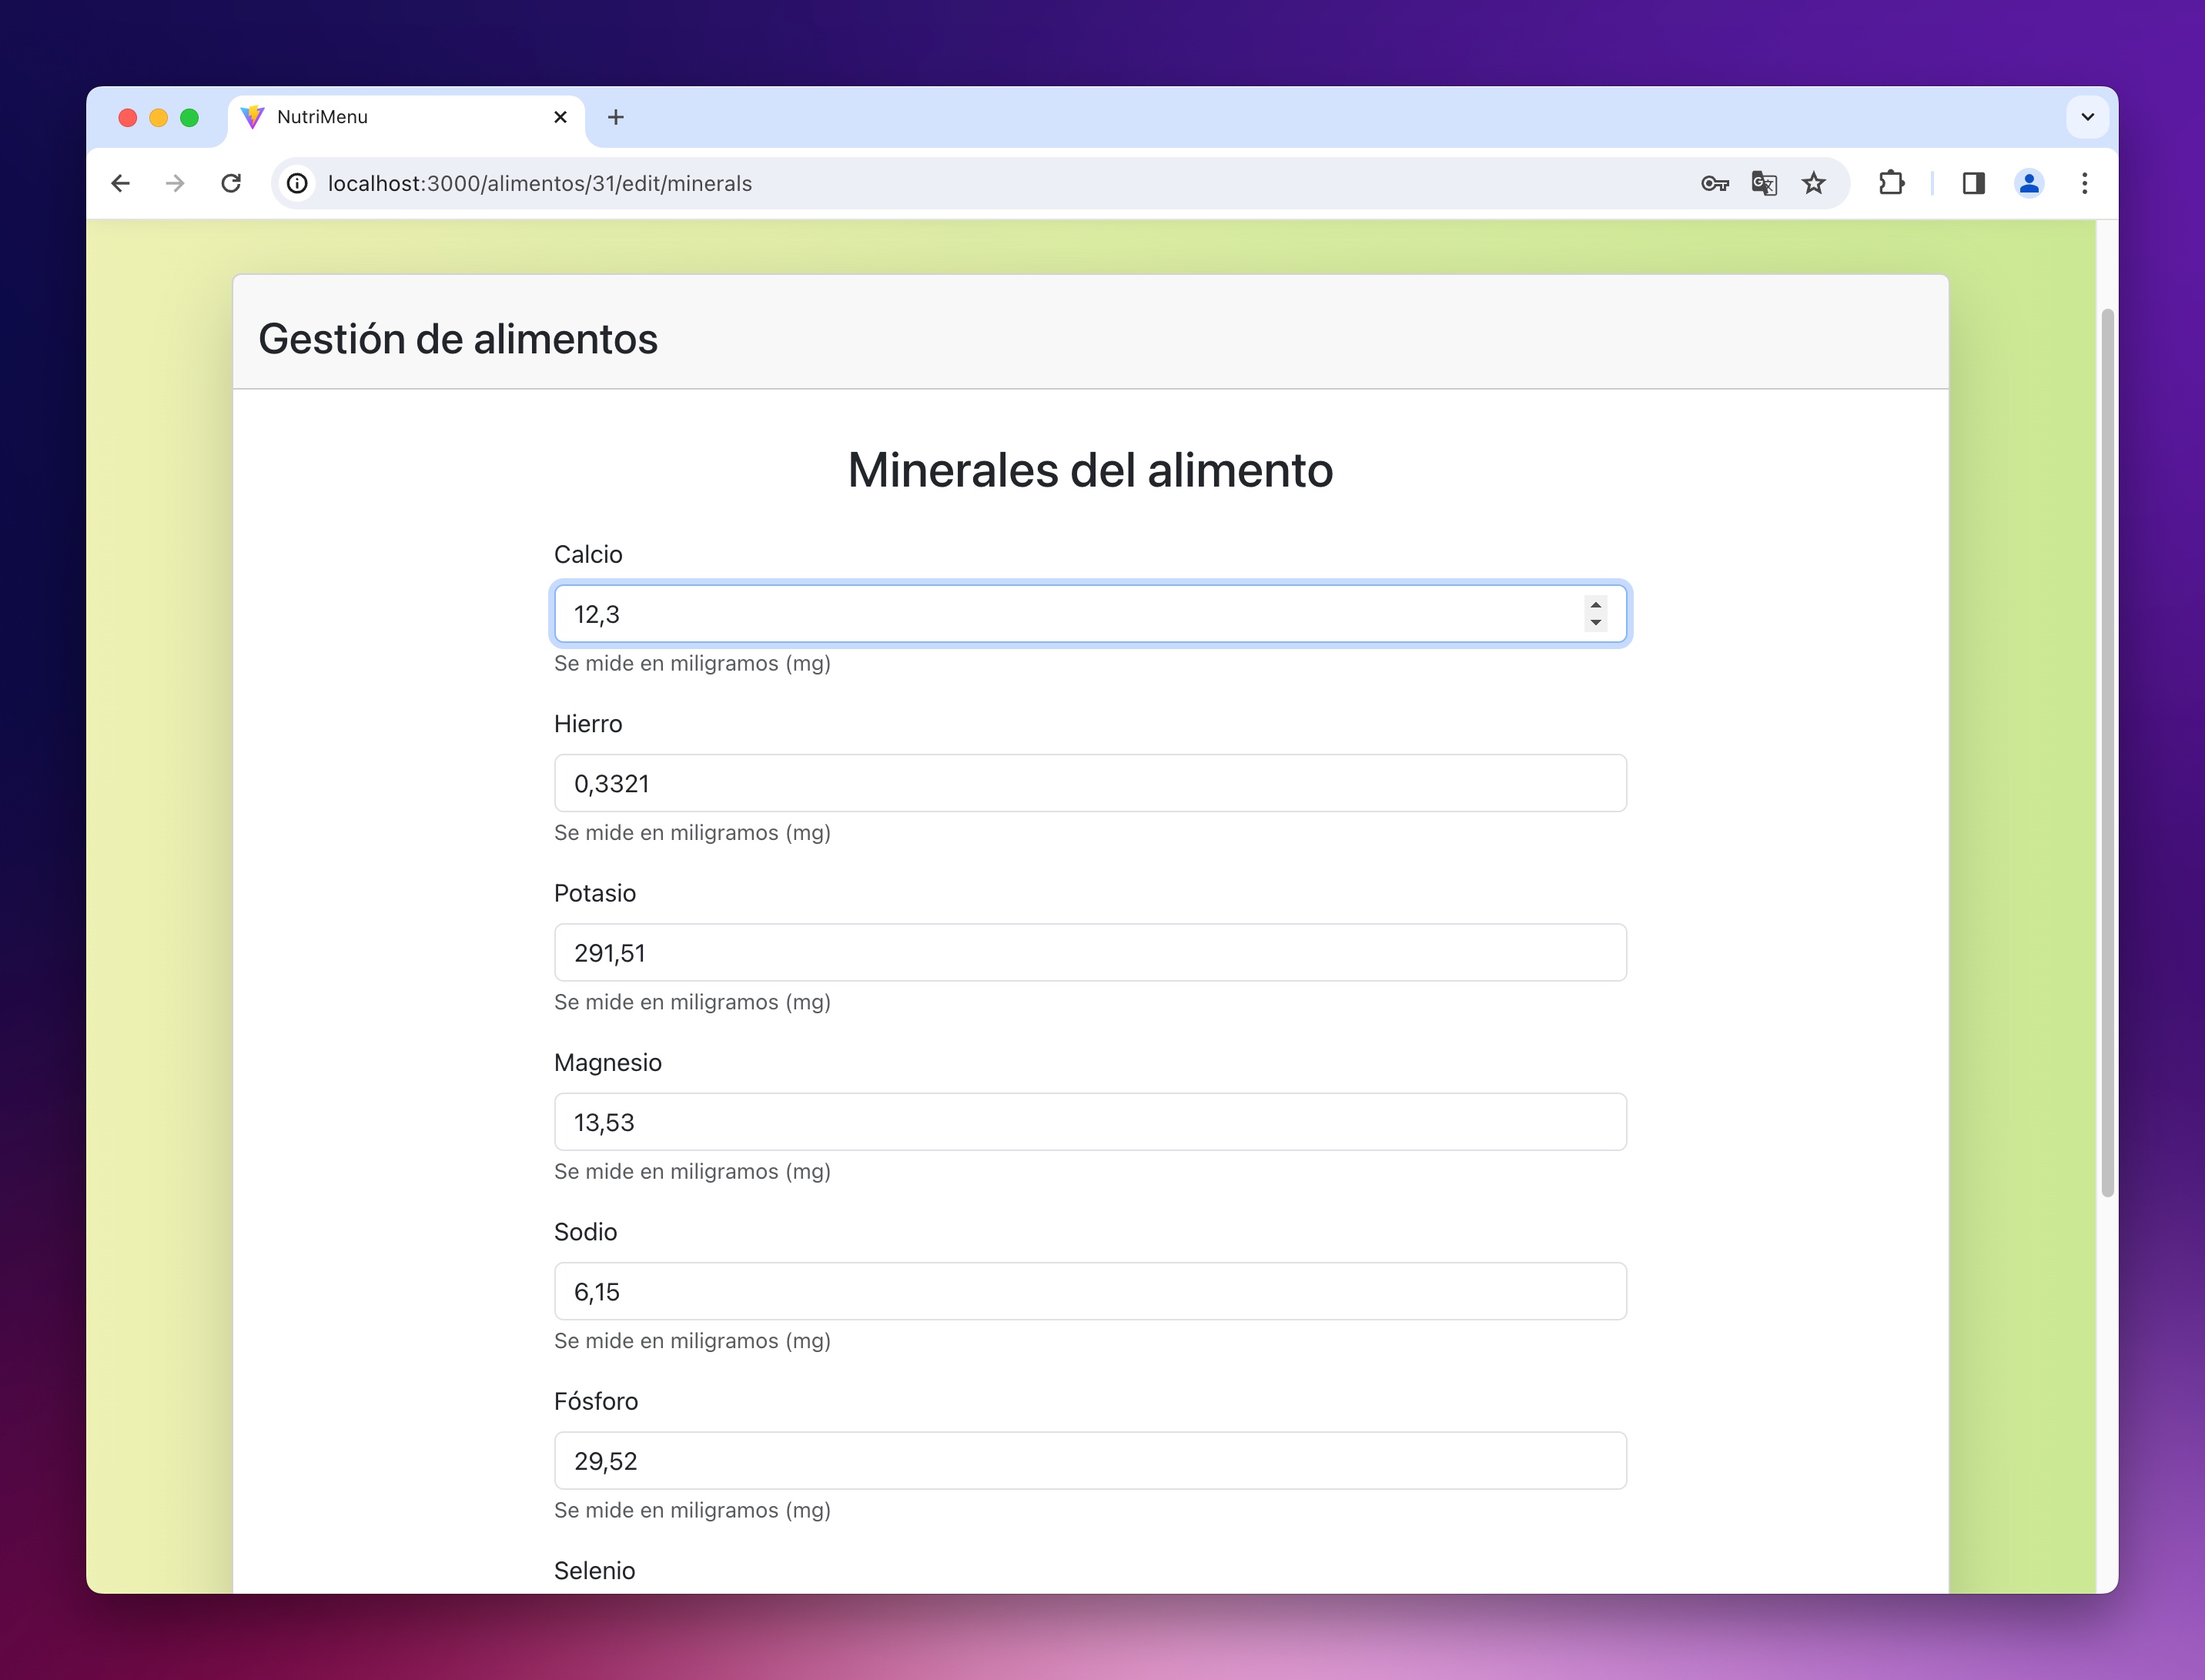 NutriMenu
localhost:3000/alimentos/31/edit/minerals
Gestión de alimentos
Minerales del alimento
Calcio
12,3
Se mide en miligramos (mg)
Hierro
0,3321
Se mide en miligramos (mg)
Potasio
291,51
Se mide en miligramos (mg)
Magnesio
13,53
Se mide en miligramos (mg)
Sodio
6,15
Se mide en miligramos (mg)
Fósforo
29,52
Se mide en miligramos (mg)
Selenio